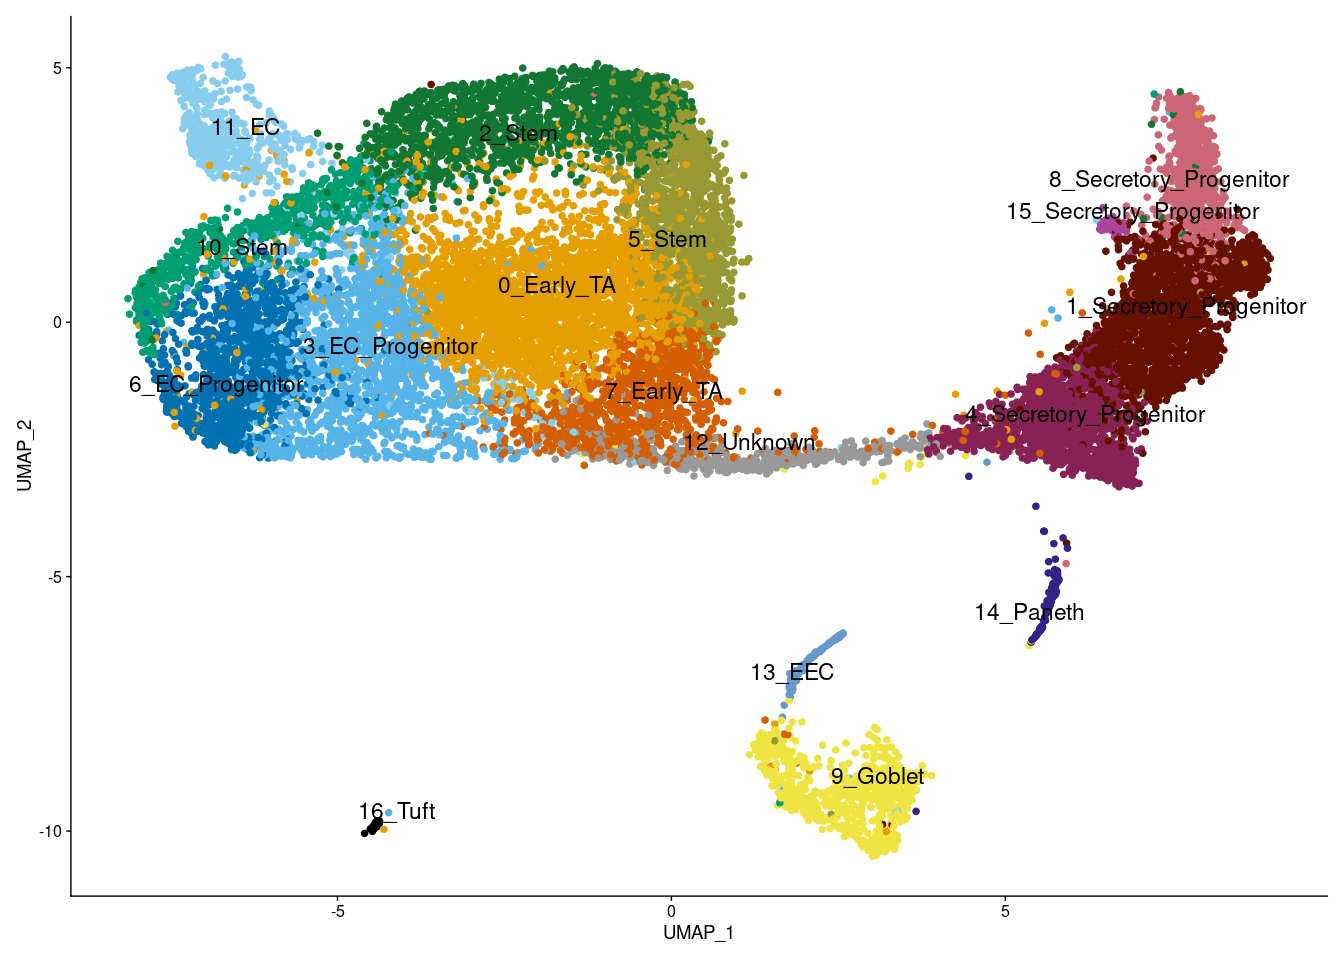 5
11_EC
2_Stem
8_Secretory_Progenitor
15_Secretory_Progenitor
5_Stem
10_Stem
0_Early_TA
1_Secretory_Progenitor
0
3_EC_Progenitor
6_EC_Progenitor
7_Early_TA
4_Secretory_Progenitor
12_Unknown
UMAP_2
-5
14_Paneth
13_EEC
9_Goblet
16_Tuft
-10
-5 0 5
UMAP_1